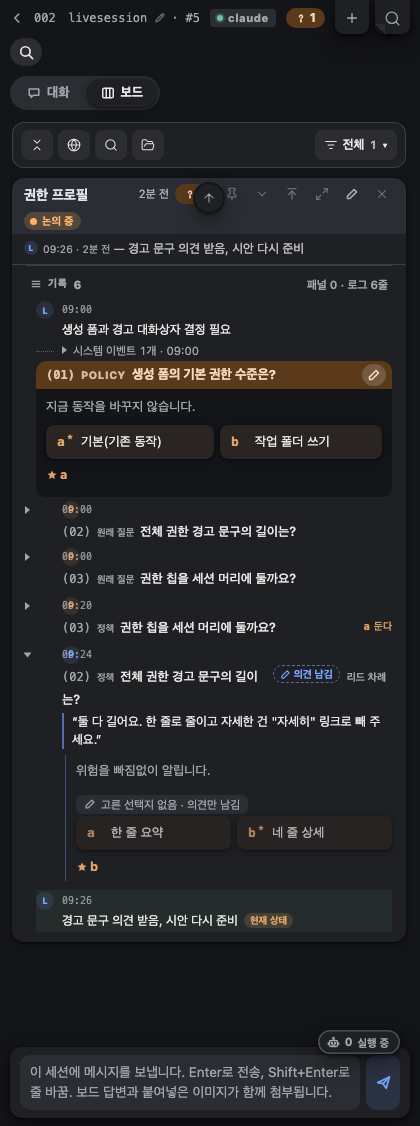 002 livesession · #5 claude ? 1 +
대화 보드
전체 1
권한 프로필 2분 전 ?
논의 중
L 09:26 · 2분 전 — 경고 문구 의견 받음, 시안 다시 준비
기록 6 패널 0 · 로그 6줄
L 09:00
생성 폼과 경고 대화상자 결정 필요
시스템 이벤트 1개 · 09:00
(01) POLICY 생성 폼의 기본 권한 수준은?
지금 동작을 바꾸지 않습니다.
a* 기본(기존 동작) b 작업 폴더 쓰기
★ a
(02) 원래 질문 전체 권한 경고 문구의 길이는?
(03) 원래 질문 권한 칩을 세션 머리에 둘까요?
(03) 정책 권한 칩을 세션 머리에 둘까요? a 둔다
(02) 정책 전체 권한 경고 문구의 길이 의견 남김 리드 차례
는?
“둘 다 길어요. 한 줄로 줄이고 자세한 건 "자세히" 링크로 빼 주
세요.”
위험을 빠짐없이 알립니다.
고른 선택지 없음 · 의견만 남김
a 한 줄 요약 b* 네 줄 상세
★ b
L 09:26
경고 문구 의견 받음, 시안 다시 준비 현재 상태
0 실행 중
이 세션에 메시지를 보냅니다. Enter로 전송, Shift+Enter로
줄 바꿈. 보드 답변과 붙여넣은 이미지가 함께 첨부됩니다.